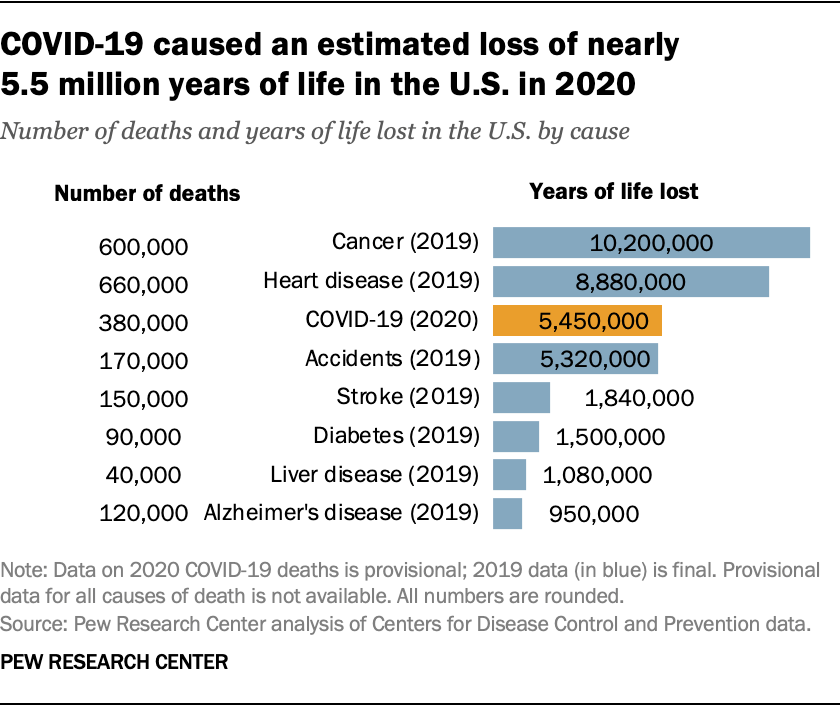 COVID-19 caused an estimated loss of nearly
5.5 million years of life in the U.S. in 2020
Number of deaths and years of life lost in the U.S. by cause
Number of deaths Years of life lost
600,000 Cancer (2019) 10,200,000
660,000 Heart disease (2019) 8,880,000
380,000 COVID-19 (2020) 5,450,000
170,000 Accidents (2019) 5,320,000
150,000 Stroke (2019) 1,840,000
90,000 Diabetes (2019) 1,500,000
40,000 Liver disease (2019) 1,080,000
120,000 Alzheimer's disease (2019) 950,000
Note: Data on 2020 COVID-19 deaths is provisional; 2019 data (in blue) is final. Provisional
data for all causes of death is not available. All numbers are rounded.
Source: Pew Research Center analysis of Centers for Disease Control and Prevention data.
PEW RESEARCH CENTER